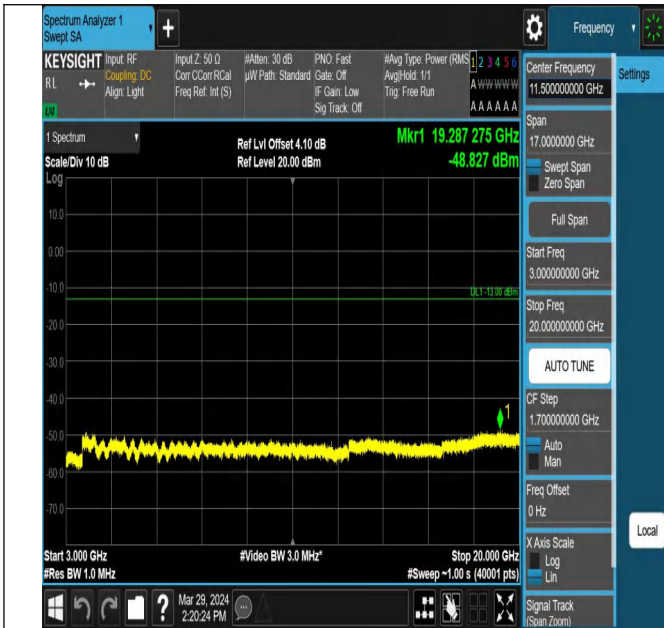 Spectrum Analyzer 1
Swept SA
+
Frequency
KEYSIGHT
RL
LXI
Input: RF
Coupling: DC
Align: Light
Input Z: 50 Ω
Corr CCorr RCal
Freq Ref: Int (S)
#Atten: 30 dB
µW Path: Standard
PNO: Fast
Gate: Off
IF Gain: Low
Sig Track: Off
#Avg Type: Power (RMS
Avg|Hold: 1/1
Trig: Free Run
1 2 3 4 5 6
A W W W W W
A A A A A A
1 Spectrum
Scale/Div 10 dB
Log
Ref Lvl Offset 4.10 dB
Ref Level 20.00 dBm
Mkr1 19.287 275 GHz
-48.827 dBm
10.0
0.00
-10.0
DL1 -13.00 dBm
-20.0
-30.0
-40.0
1
-50.0
-60.0
-70.0
Start 3.000 GHz
#Res BW 1.0 MHz
#Video BW 3.0 MHz*
Stop 20.000 GHz
#Sweep ~1.00 s (40001 pts)
?
Mar 29, 2024
2:20:24 PM
Center Frequency
11.500000000 GHz
Settings
Span
17.0000000 GHz
Swept Span
Zero Span
Full Span
Start Freq
3.000000000 GHz
Stop Freq
20.000000000 GHz
AUTO TUNE
CF Step
1.700000000 GHz
Auto
Man
Freq Offset
0 Hz
X Axis Scale
Log
Lin
Local
Signal Track
(Span Zoom)